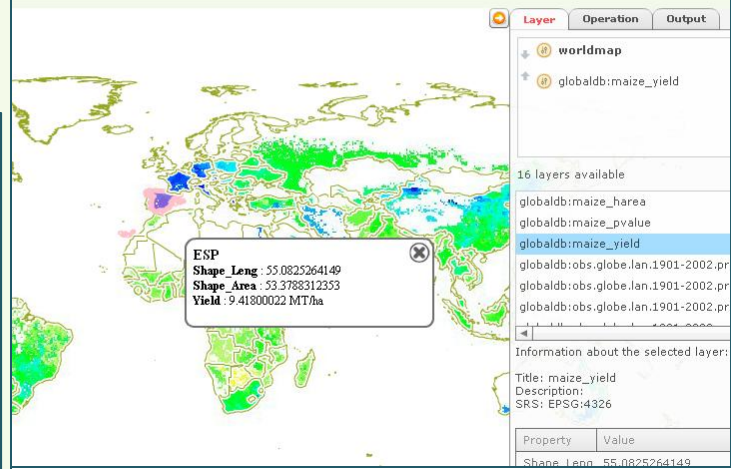 Layer Operation Output
worldmap
globaldb:maize_yield
16 layers available
globaldb:maize_harea
globaldb:maize_pvalue
globaldb:maize_yield
globaldb:obs.globe.lan.1901-2002.pr
globaldb:obs.globe.lan.1901-2002.pr
globaldb:obs.globe.lan.1901-2002.pr
Information about the selected layer:
Title: maize_yield
Description:
SRS: EPSG:4326
Property Value
Shape_Leng 55.0825264149
ESP
Shape_Leng : 55.0825264149
Shape_Area : 53.3788312353
Yield : 9.41800022 MT/ha